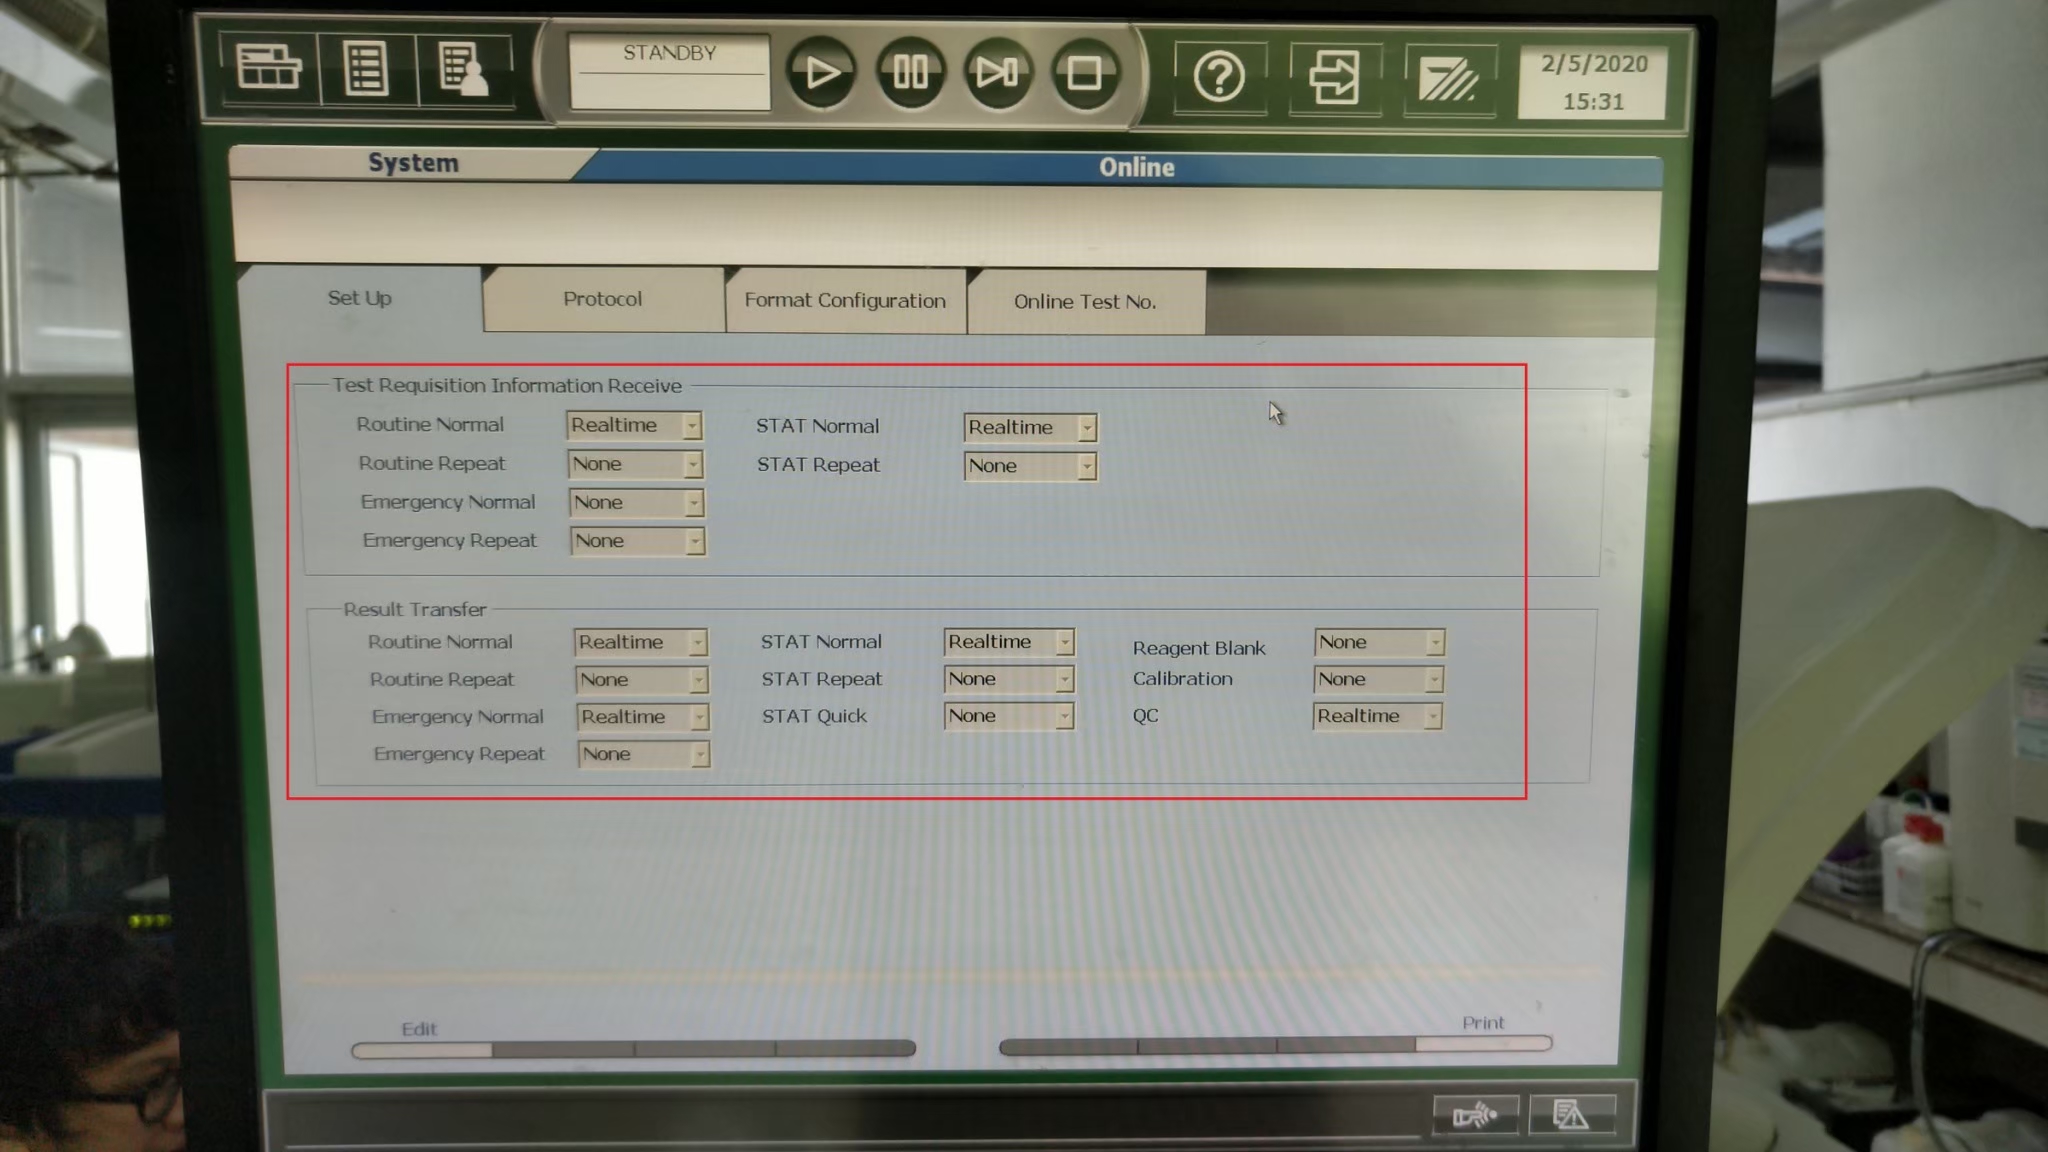 STANDBY
2/5/2020
15:31
System
Online
Set Up
Protocol
Format Configuration
Online Test No.
Test Requisition Information Receive
Routine Normal Realtime STAT Normal Realtime
Routine Repeat None STAT Repeat None
Emergency Normal None
Emergency Repeat None
Result Transfer
Routine Normal Realtime STAT Normal Realtime Reagent Blank None
Routine Repeat None STAT Repeat None Calibration None
Emergency Normal Realtime STAT Quick None QC Realtime
Emergency Repeat None
Edit
Print